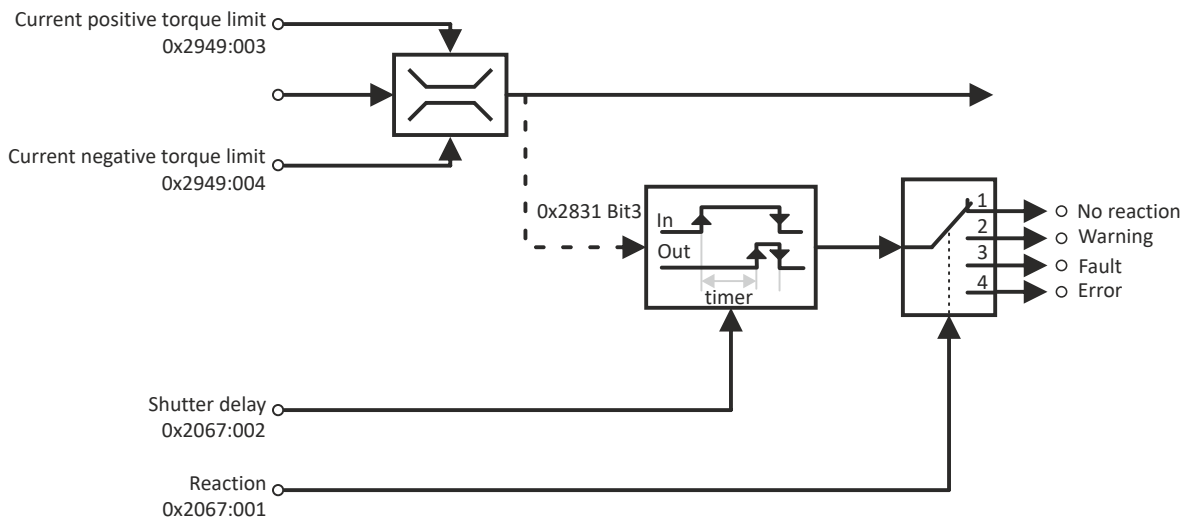 Current positive torque limit
0x2949:003
Current negative torque limit
0x2949:004
0x2831 Bit3
In
Out
timer
1
2
3
4
No reaction
Warning
Fault
Error
Shutter delay
0x2067:002
Reaction
0x2067:001